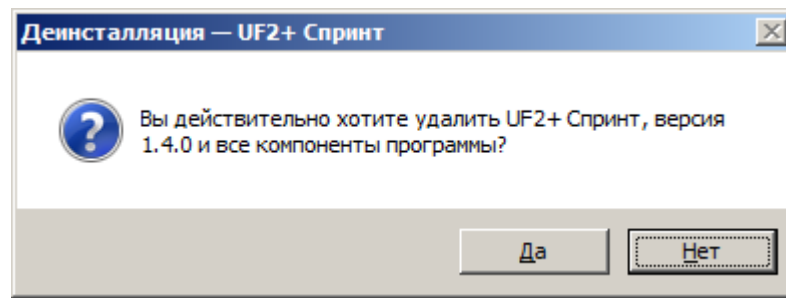 Деинсталляция — UF2+ Спринт
Вы действительно хотите удалить UF2+ Спринт, версия
1.4.0 и все компоненты программы?
Да
Нет